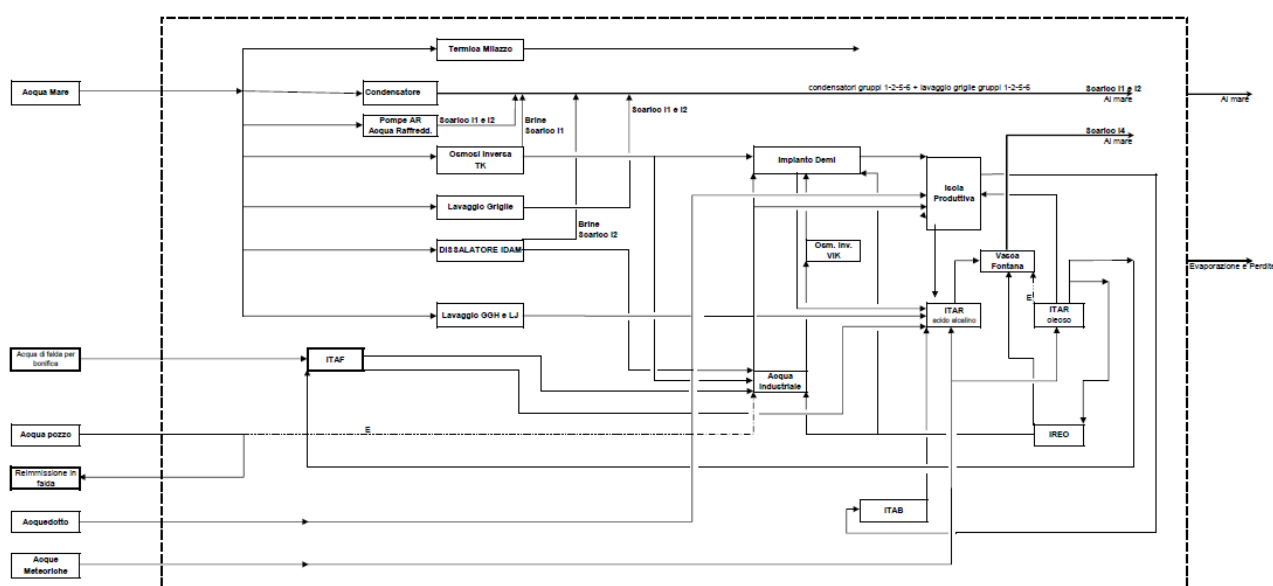 Termica Milazzo
Acqua Mare
Condensatore
condensatori gruppi 1-2-5-6 + lavaggio griglie gruppi 1-2-5-6
Scarico I1 e I2
Al mare
Al mare
Scarico I1 e I2
Pompe AR
Acqua Raffredd.
Scarico I1 e I2
Brine
Scarico I1
Scarico I4
Al mare
Osmosi Inversa
TK
Impianto Demi
Isola
Produttiva
Lavaggio Griglie
Brine
Scarico I2
DISSALATORE IDAM
Osm. Inv.
VIK
Vasca
Fontana
Evaporazione e Perdite
E
Lavaggio GGH e LJ
ITAR
acido alcalino
ITAR
oleoso
Acqua di falda per
bonifica
ITAF
Acqua
Industriale
Acqua pozzo
E
IREO
Reimmissione in
falda
ITAB
Acquedotto
Acque
Meteoriche